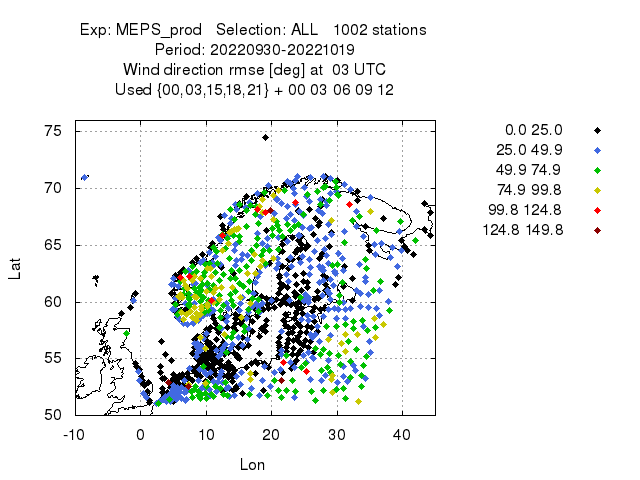 Exp: MEPS_prod   Selection: ALL   1002 stations
Period: 20220930-20221019
Wind direction rmse [deg] at  03 UTC
Used {00,03,15,18,21} + 00 03 06 09 12
0.0 25.0
25.0 49.9
49.9 74.9
74.9 99.8
99.8 124.8
124.8 149.8
75
70
65
60
55
50
Lat
-10 0 10 20 30 40
Lon